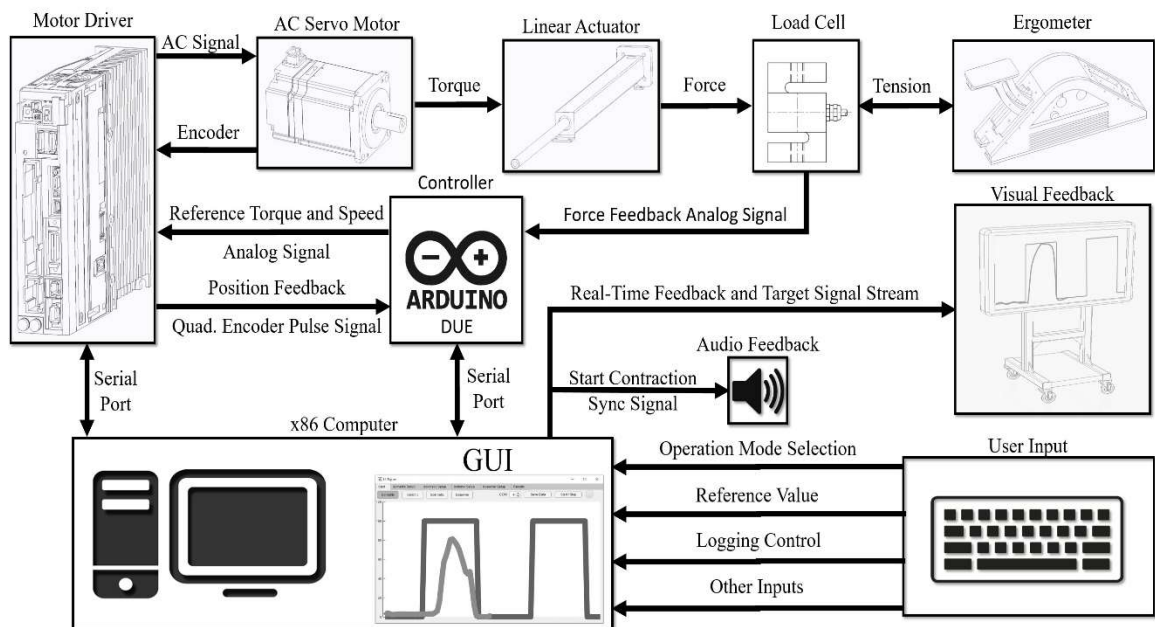 Motor Driver
AC Servo Motor
Linear Actuator
Load Cell
Ergometer
AC Signal
Torque
Force
Tension
Encoder
Controller
Visual Feedback
Reference Torque and Speed
Analog Signal
Force Feedback Analog Signal
ARDUINO
DUE
Position Feedback
Quad. Encoder Pulse Signal
Real-Time Feedback and Target Signal Stream
Audio Feedback
Serial
Port
Serial
Port
Start Contraction
Sync Signal
x86 Computer
GUI
Operation Mode Selection
User Input
Reference Value
Logging Control
Other Inputs